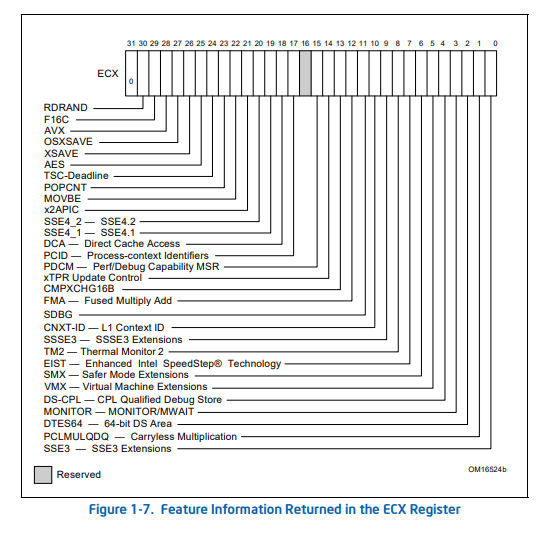 31 30 29 28 27 26 25 24 23 22 21 20 19 18 17 16 15 14 13 12 11 10 9 8 7 6 5 4 3 2 1 0
ECX
0
RDRAND
F16C
AVX
OSXSAVE
XSAVE
AES
TSC-Deadline
POPCNT
MOVBE
x2APIC
SSE4_2 — SSE4.2
SSE4_1 — SSE4.1
DCA — Direct Cache Access
PCID — Process-context Identifiers
PDCM — Perf/Debug Capability MSR
xTPR Update Control
CMPXCHG16B
FMA — Fused Multiply Add
SDBG
CNXT-ID — L1 Context ID
SSSE3 — SSSE3 Extensions
TM2 — Thermal Monitor 2
EIST — Enhanced Intel SpeedStep® Technology
SMX — Safer Mode Extensions
VMX — Virtual Machine Extensions
DS-CPL — CPL Qualified Debug Store
MONITOR — MONITOR/MWAIT
DTES64 — 64-bit DS Area
PCLMULQDQ — Carryless Multiplication
SSE3 — SSE3 Extensions
Reserved
OM16524b
Figure 1-7. Feature Information Returned in the ECX Register